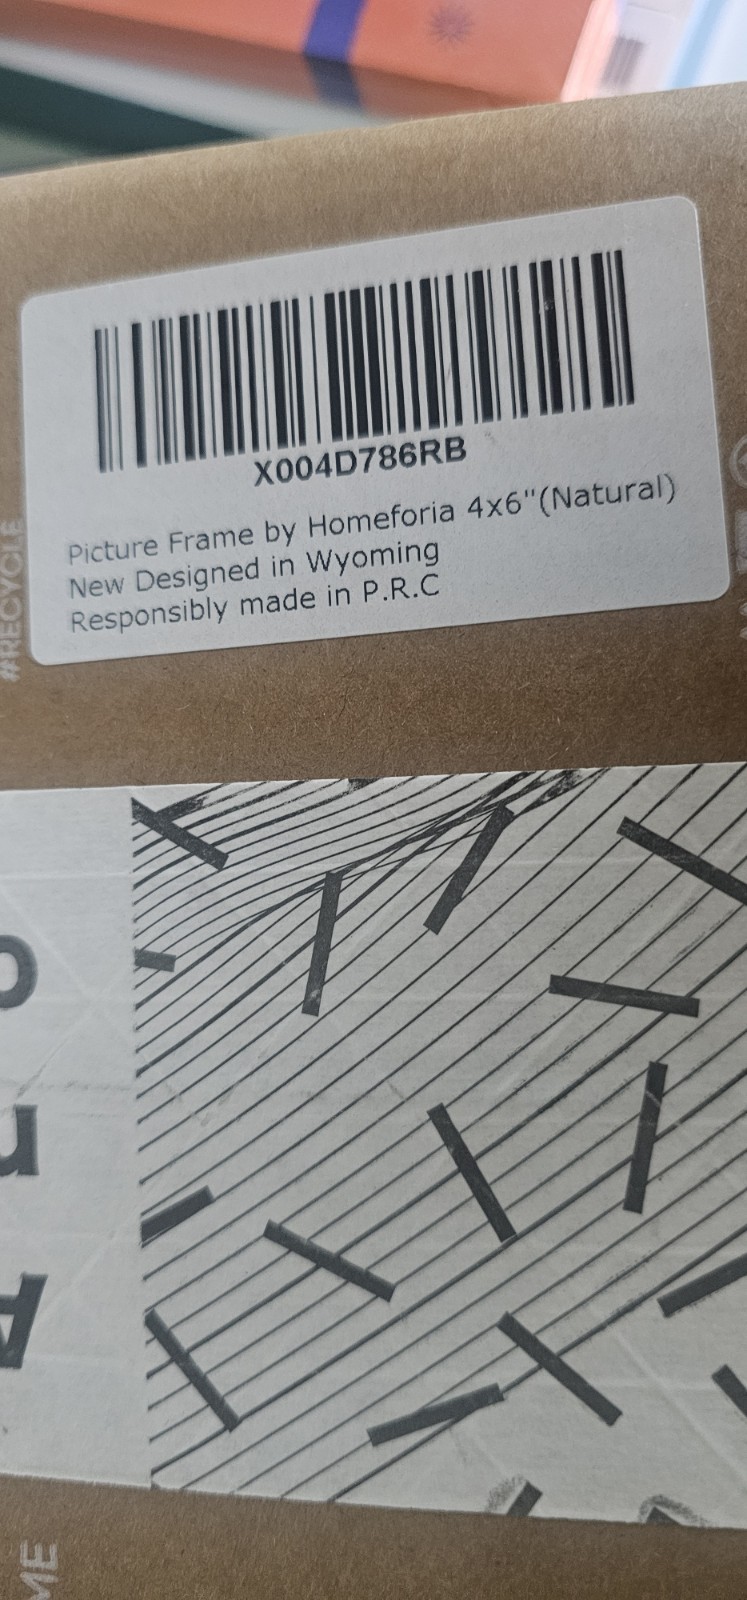 X004D786RB
Picture Frame by Homeforia 4x6"(Natural)
New Designed in Wyoming
Responsibly made in P.R.C
#RECYCLE